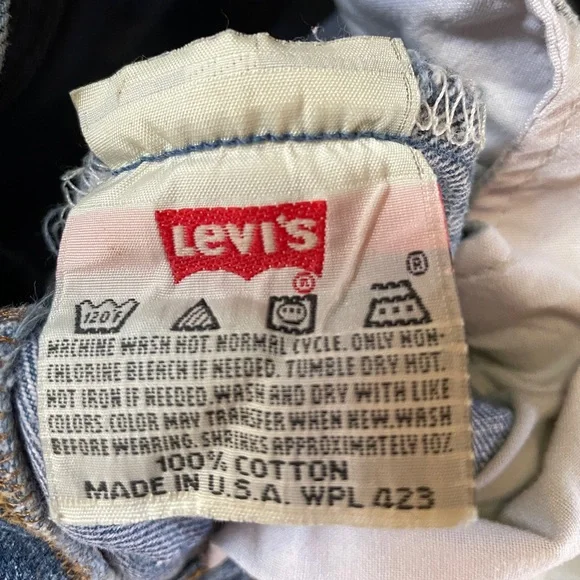 LEVI'S
®
®
120°F
MACHINE WASH HOT. NORMAL CYCLE. ONLY NON-
CHLORINE BLEACH IF NEEDED. TUMBLE DRY HOT.
HOT IRON IF NEEDED. WASH AND DRY WITH LIKE
COLORS. COLOR MAY TRANSFER WHEN NEW. WASH
BEFORE WEARING. SHRINKS APPROXIMATELY 10%
100% COTTON
MADE IN U.S.A. WPL 423